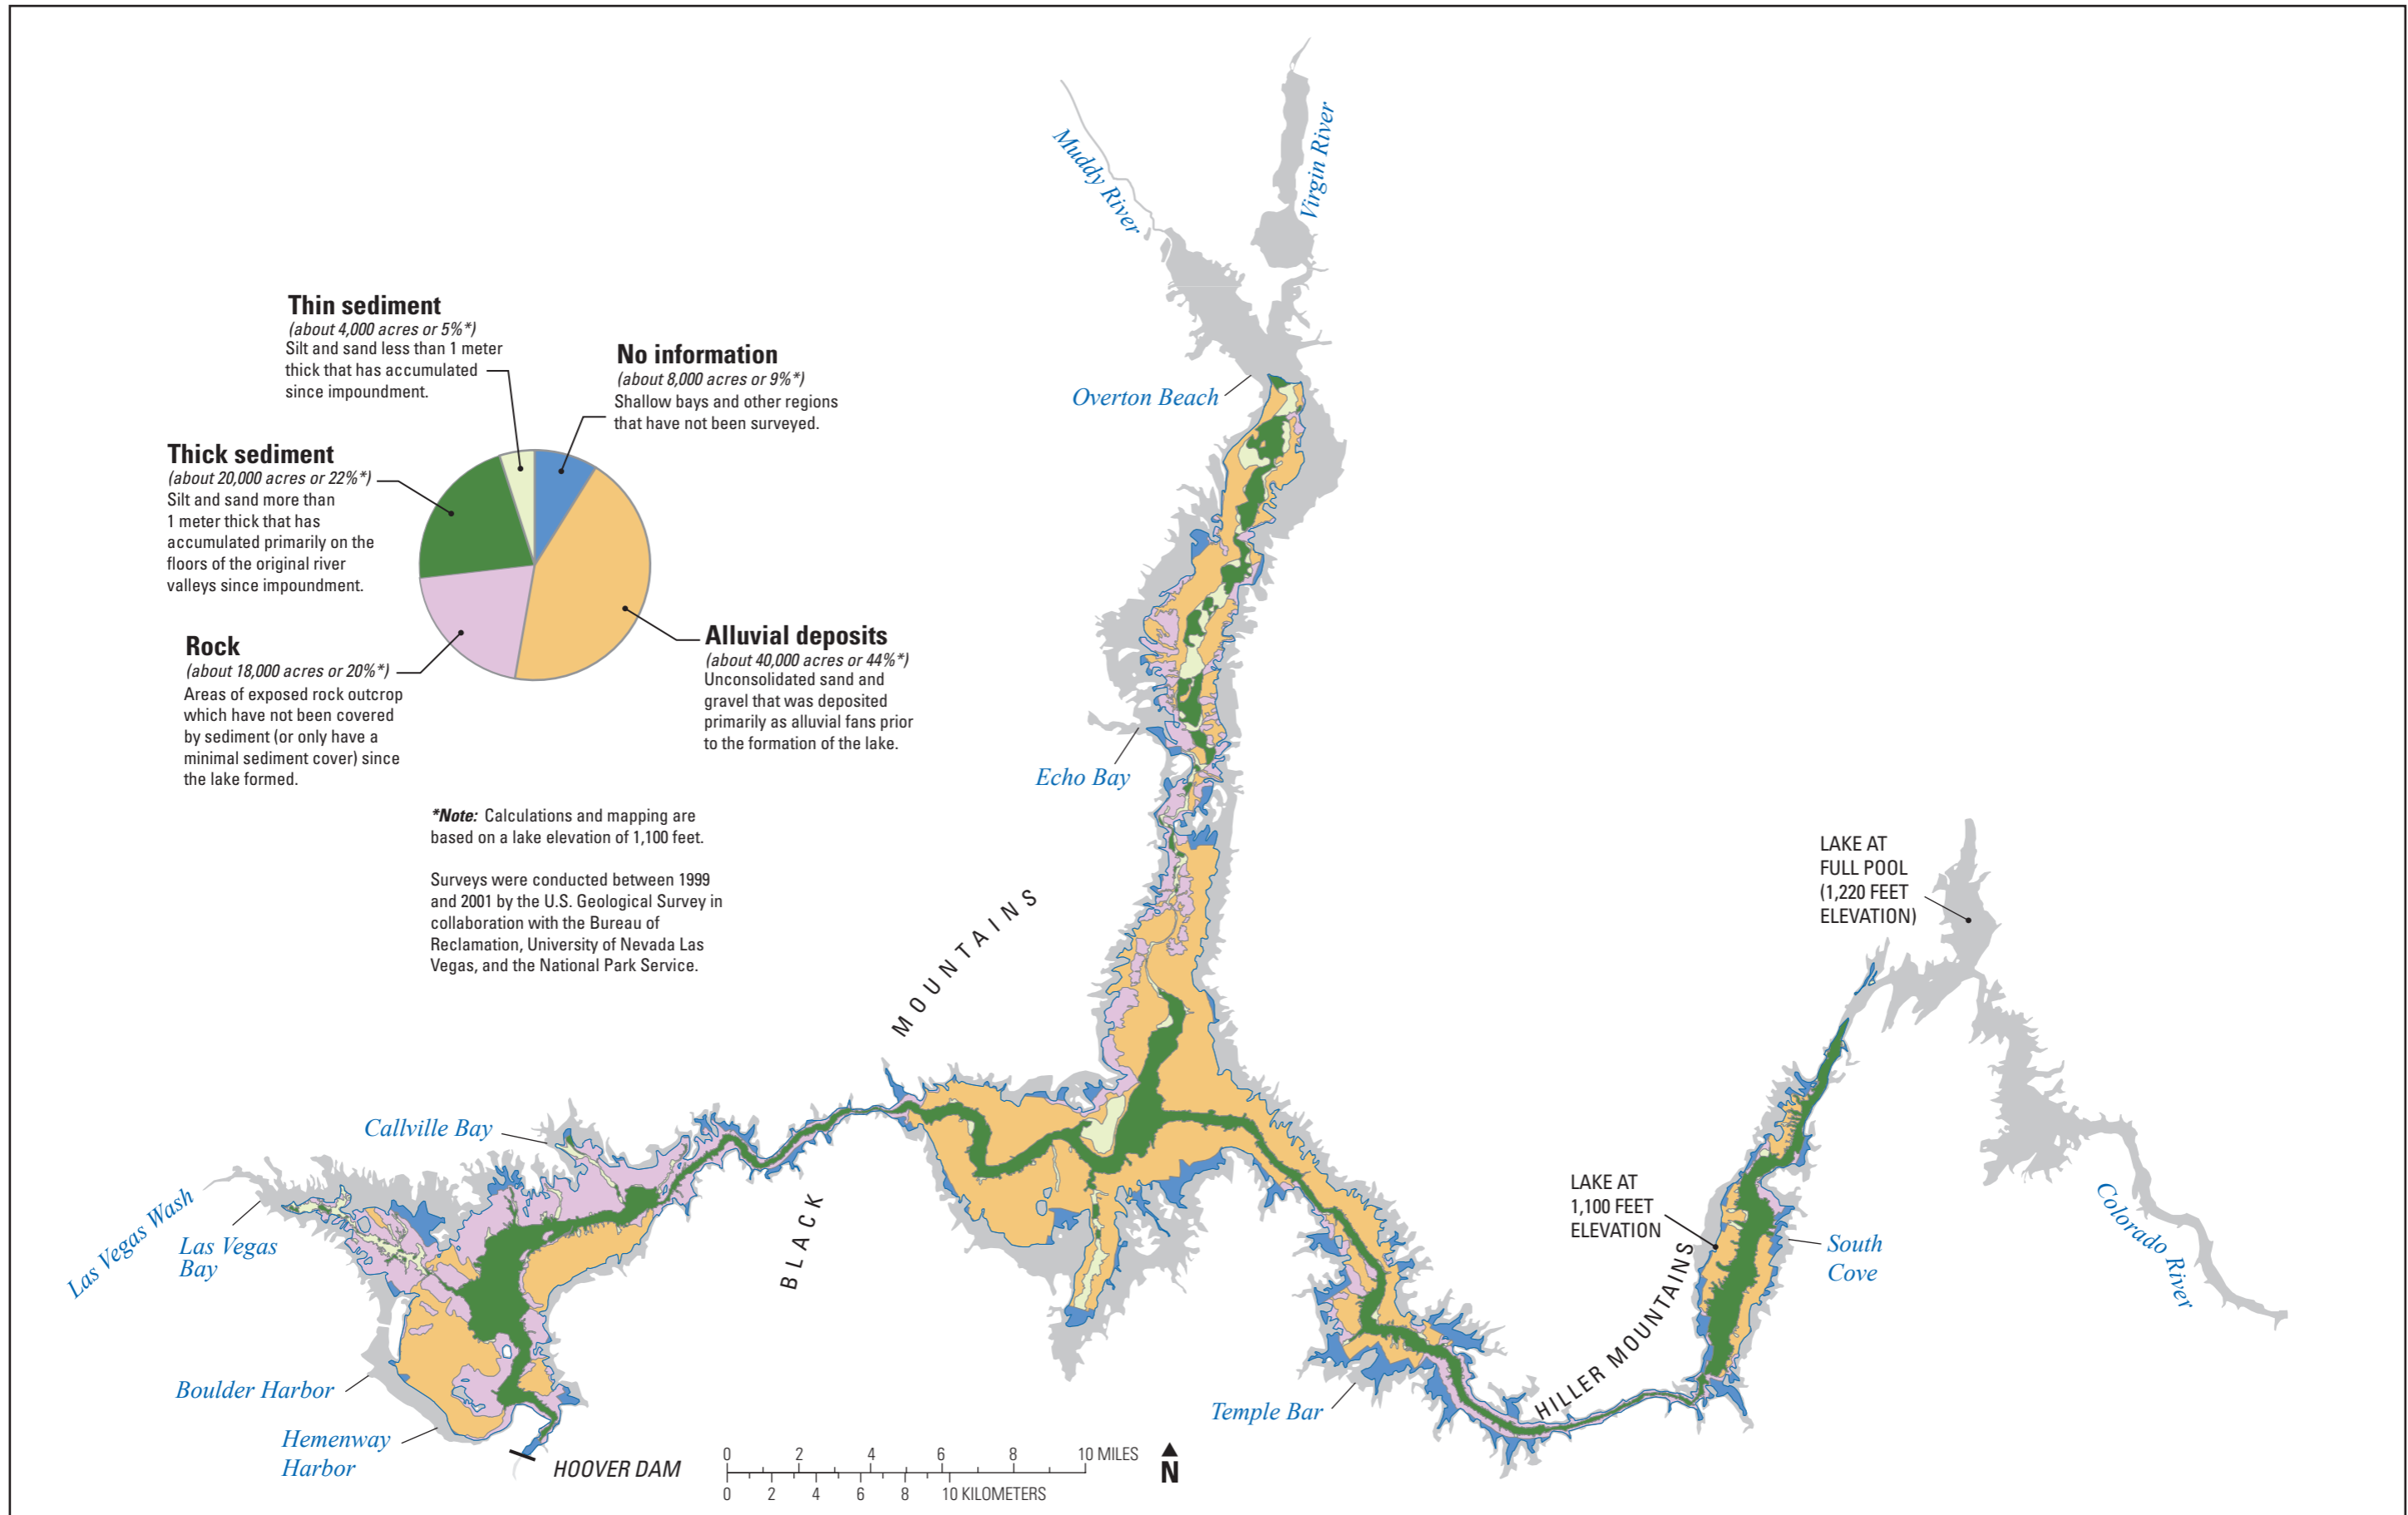 Muddy River
Virgin River
Thin sediment
(about 4,000 acres or 5%*)
Silt and sand less than 1 meter
thick that has accumulated
since impoundment.
No information
(about 8,000 acres or 9%*)
Shallow bays and other regions
that have not been surveyed.
Thick sediment
(about 20,000 acres or 22%*)
Silt and sand more than
1 meter thick that has
accumulated primarily on the
floors of the original river
valleys since impoundment.
Rock
(about 18,000 acres or 20%*)
Areas of exposed rock outcrop
which have not been covered
by sediment (or only have a
minimal sediment cover) since
the lake formed.
Alluvial deposits
(about 40,000 acres or 44%*)
Unconsolidated sand and
gravel that was deposited
primarily as alluvial fans prior
to the formation of the lake.
*Note: Calculations and mapping are
based on a lake elevation of 1,100 feet.
Surveys were conducted between 1999
and 2001 by the U.S. Geological Survey in
collaboration with the Bureau of
Reclamation, University of Nevada Las
Vegas, and the National Park Service.
Overton Beach
Echo Bay
LAKE AT
FULL POOL
(1,220 FEET
ELEVATION)
BLACK
MOUNTAINS
Callville Bay
Las Vegas Wash
Las Vegas
Bay
LAKE AT
1,100 FEET
ELEVATION
HILLER MOUNTAINS
South
Cove
Colorado River
Boulder Harbor
Hemenway
Harbor
Temple Bar
HOOVER DAM
0 2 4 6 8 10 MILES
0 2 4 6 8 10 KILOMETERS
N